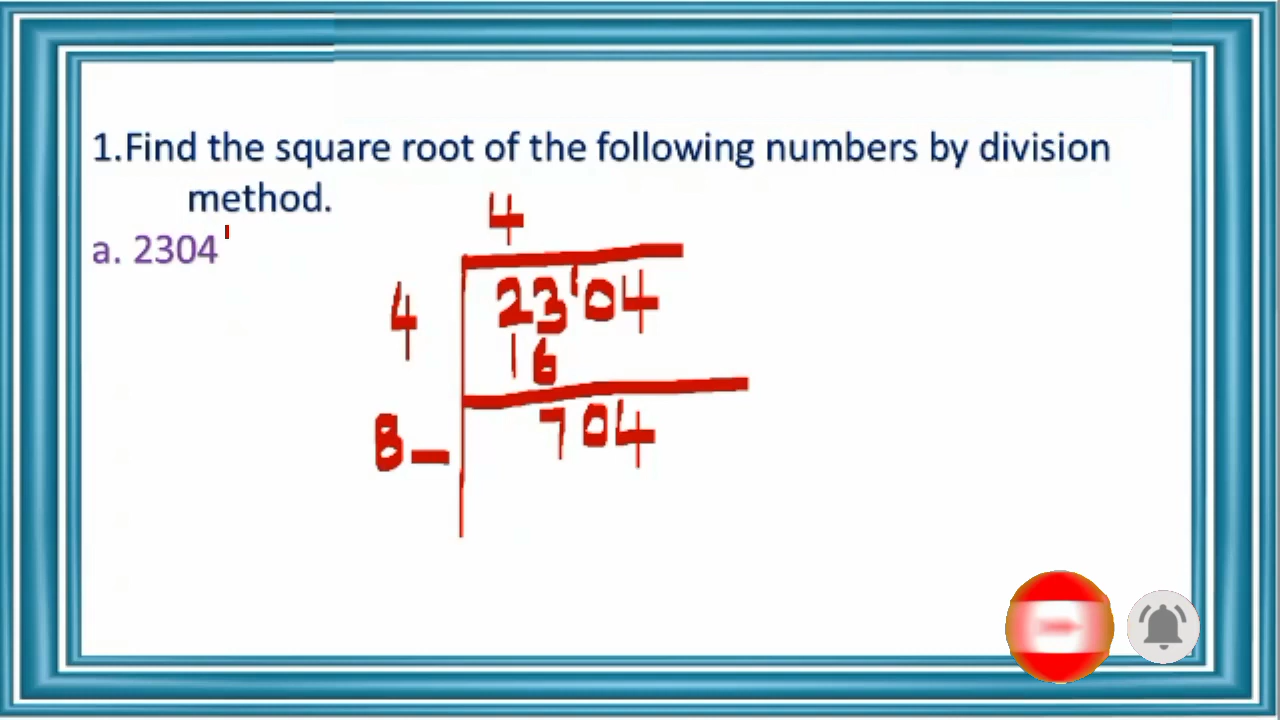 1.Find the square root of the following numbers by division
method.
a. 2304'
4
4 23'04
16
8_ 704